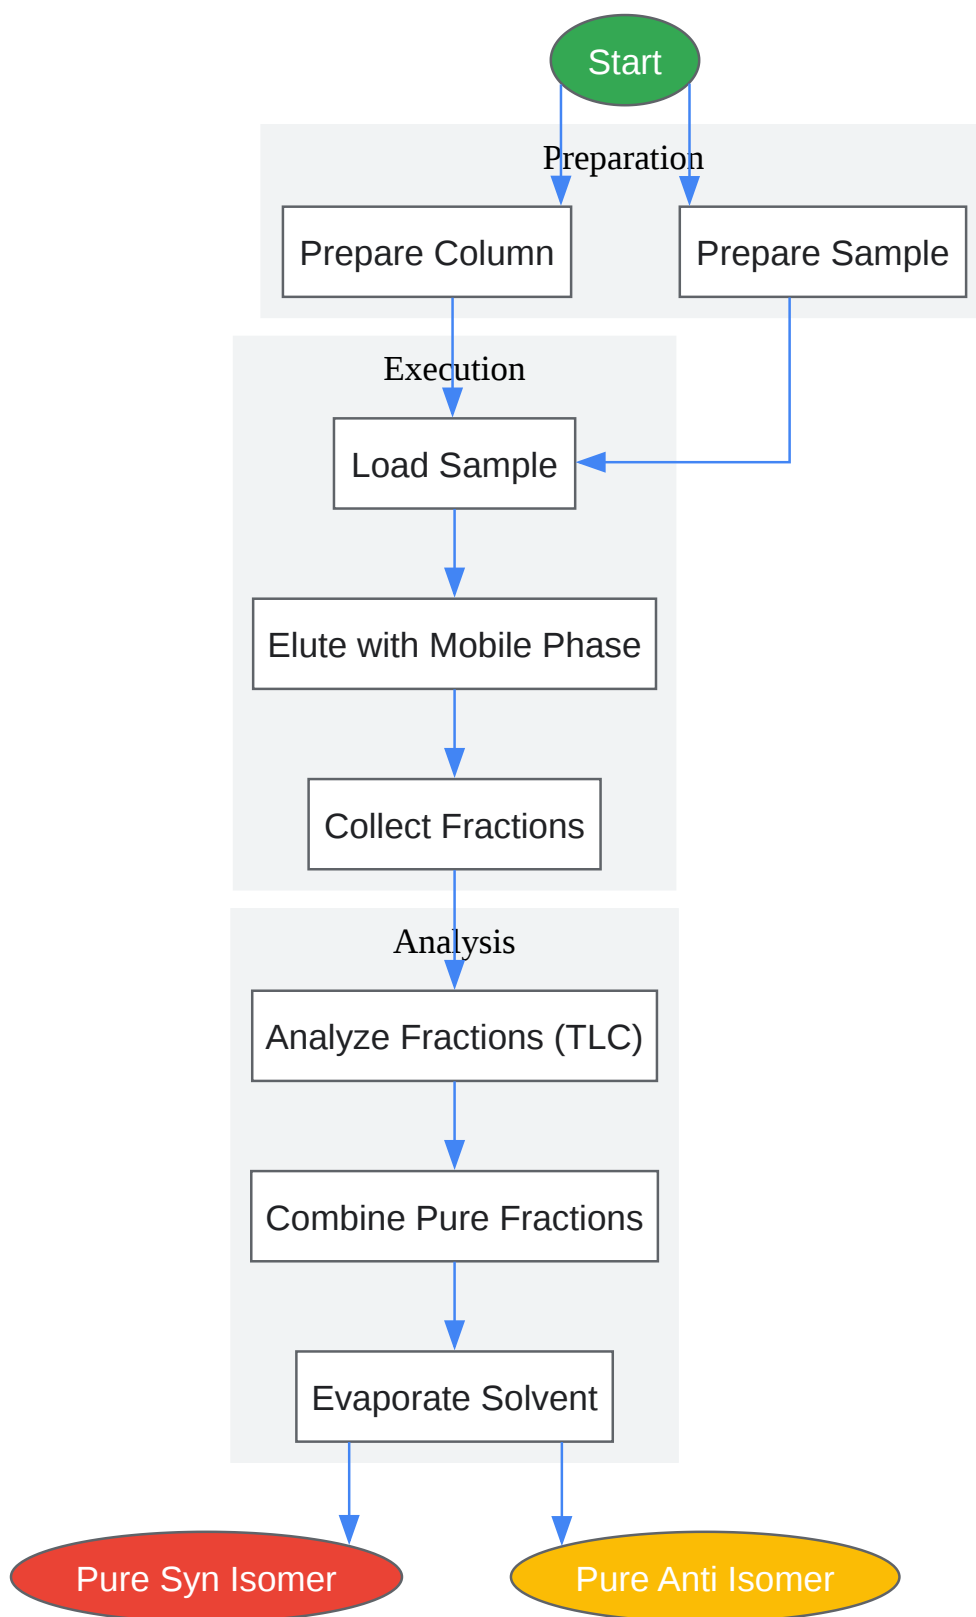 Start
Preparation
Prepare Column
Prepare Sample
Execution
Load Sample
Elute with Mobile Phase
Collect Fractions
Analysis
Analyze Fractions (TLC)
Combine Pure Fractions
Evaporate Solvent
Pure Syn Isomer
Pure Anti Isomer